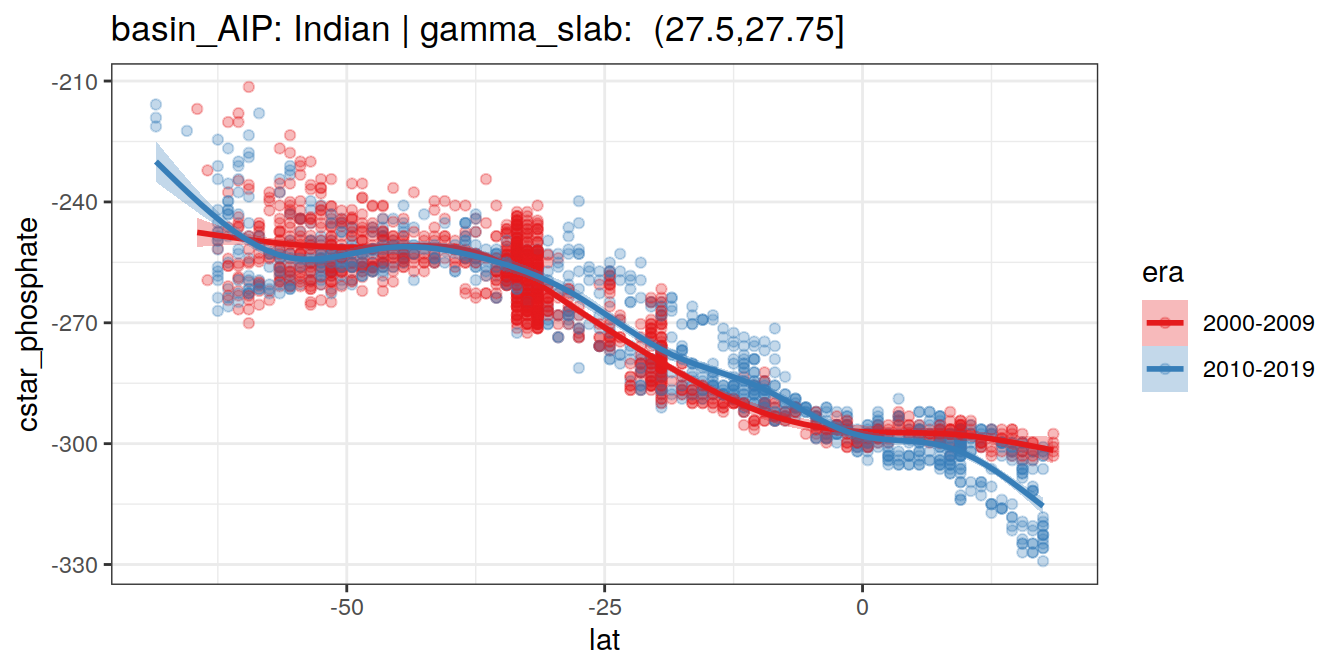 basin_AIP: Indian | gamma_slab:  (27.5,27.75]
-210
-240
-270
-300
-330
cstar_phosphate
-50
-25
0
lat
era
2000-2009
2010-2019